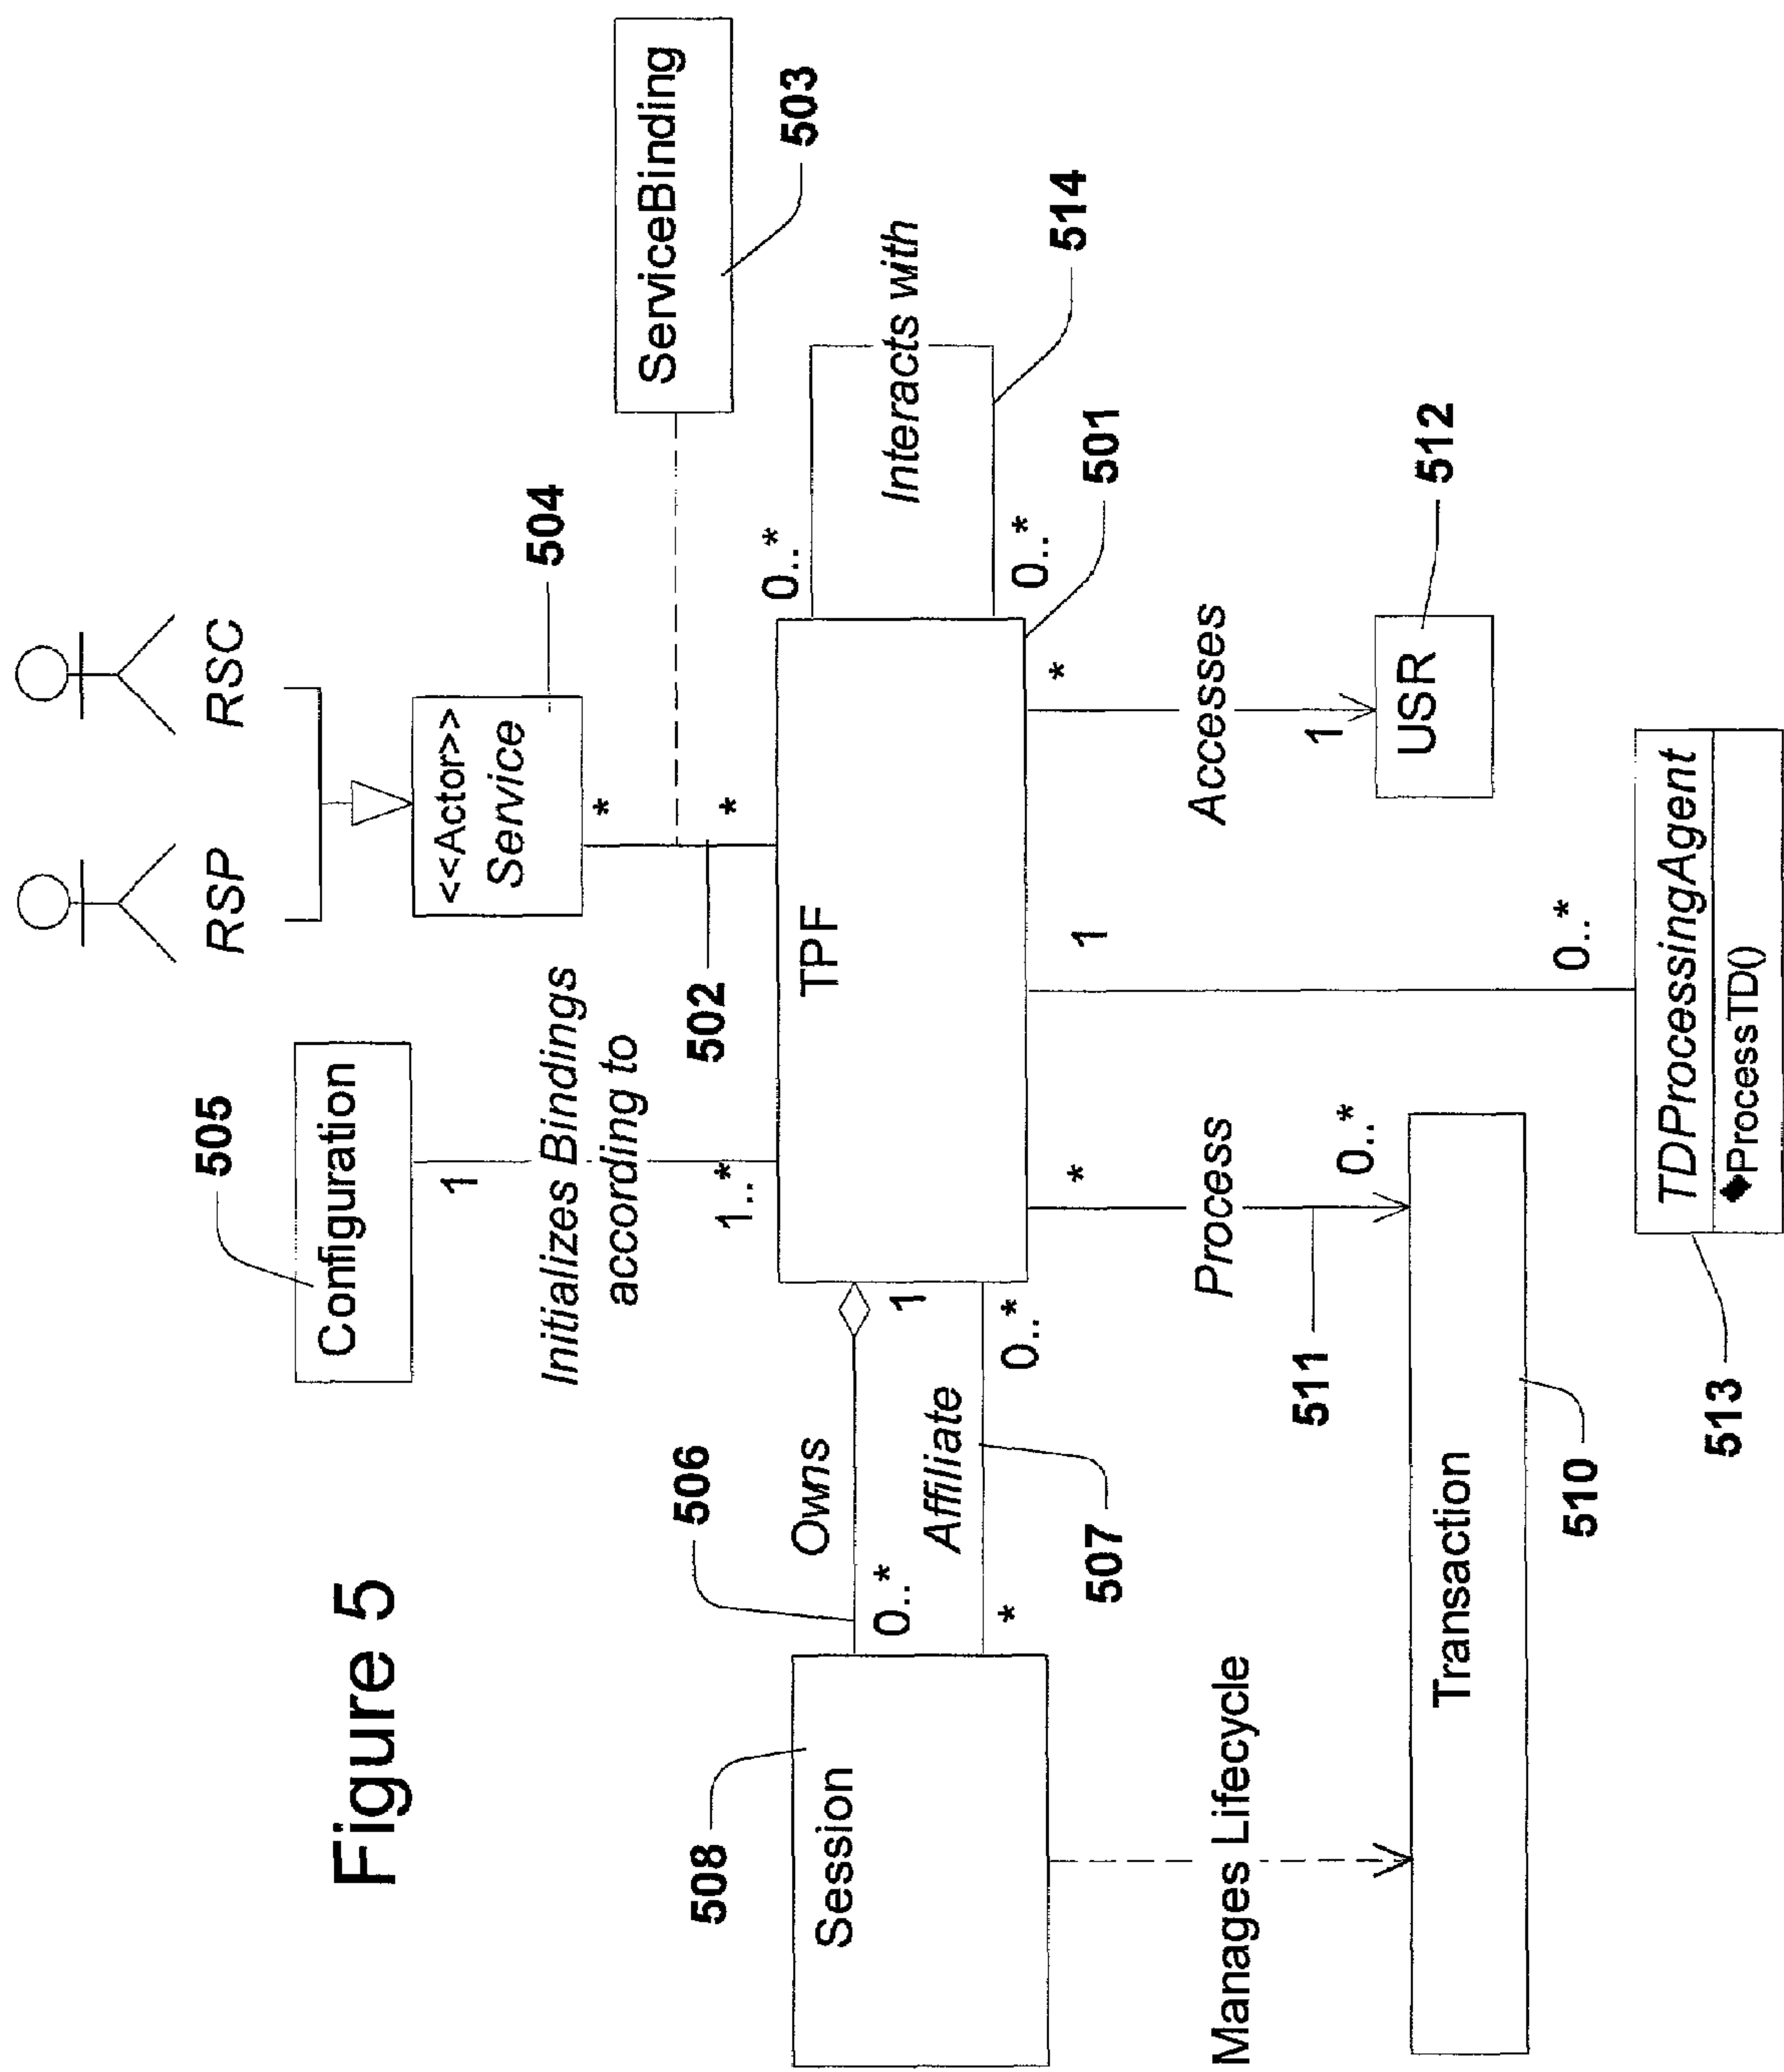 Figure 5
RSP
RSC
505
Configuration
1
Initializes Bindings
according to
1..*
<<Actor>>
Service
504
*
*
502
ServiceBinding
503
508
Session
506
Owns
0..*
1
Affiliate
*
0..*
507
TPF
0..*
Interacts with
0..*
514
501
Manages Lifecycle
*
Process
511
0..*
1
0..*
*
Accesses
1
USR
512
Transaction
510
TDProcessingAgent
◆ProcessTD()
513